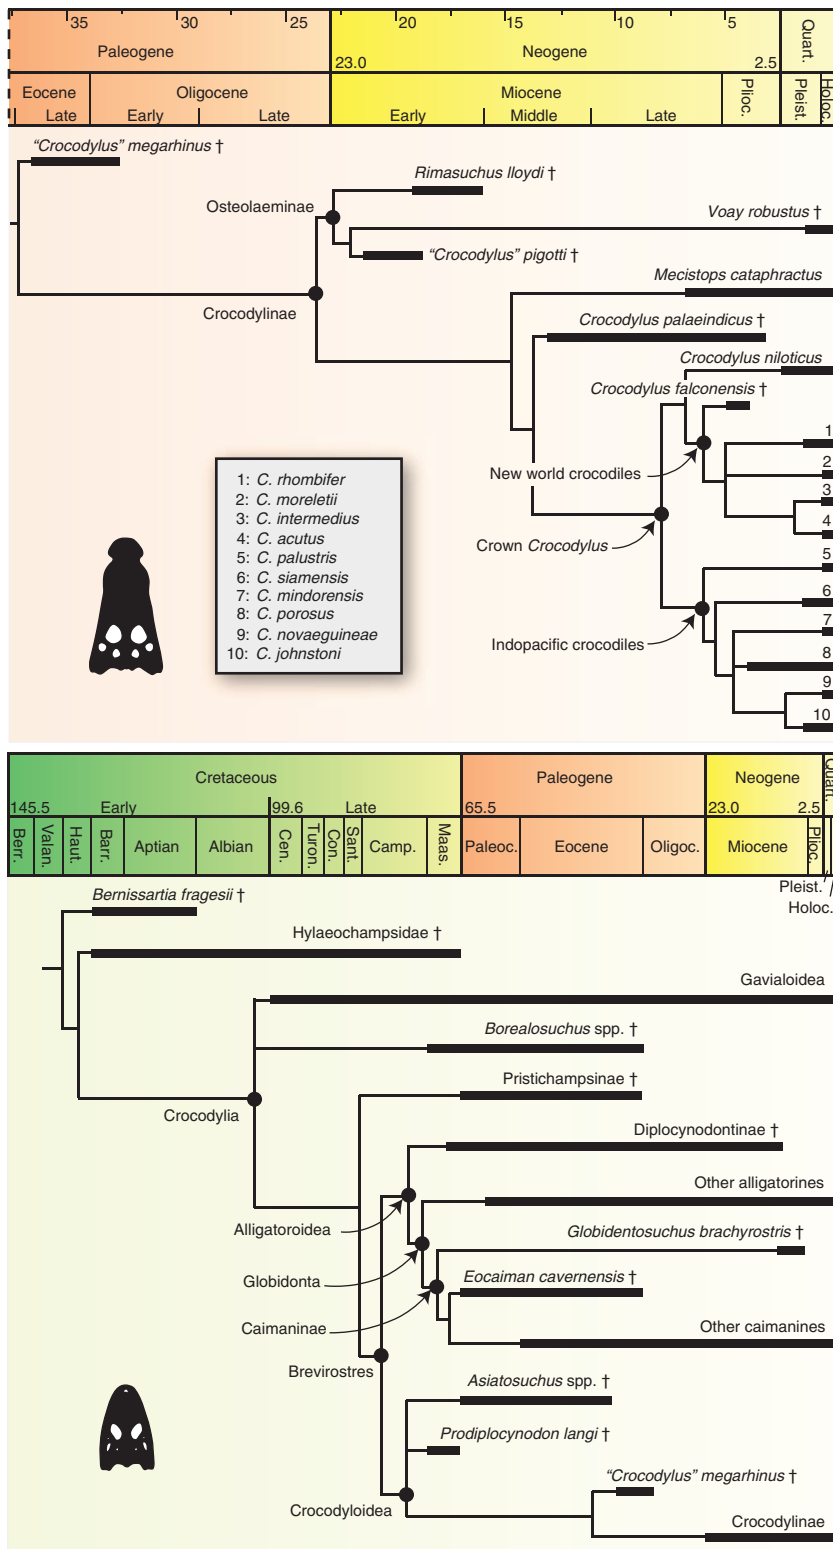 35 30 25 20 15 10 5
Paleogene Neogene Quart.
23.0 2.5
Eocene Oligocene Miocene Plioc. Pleist. Holoc.
Late Early Late Early Middle Late
“Crocodylus” megarhinus †
Rimasuchus lloydi †
Osteolaeminae
Voay robustus †
“Crocodylus” pigotti †
Mecistops cataphractus
Crocodylinae
Crocodylus palaeindicus †
Crocodylus niloticus
Crocodylus falconensis †
1
2
3
4
New world crocodiles
Crown Crocodylus
5
6
7
8
9
10
Indopacific crocodiles
1: C. rhombifer
2: C. moreletii
3: C. intermedius
4: C. acutus
5: C. palustris
6: C. siamensis
7: C. mindorensis
8: C. porosus
9: C. novaeguineae
10: C. johnstoni
Cretaceous Paleogene Neogene Quart.
145.5 Early 99.6 Late 65.5 23.0 2.5
Berr. Valan. Haut. Barr. Aptian Albian Cen. Turon. Con. Sant. Camp. Maas. Paleoc. Eocene Oligoc. Miocene Plioc.
Pleist.
Holoc.
Bernissartia fragesii †
Hylaeochampsidae †
Gavialoidea
Borealosuchus spp. †
Pristichampsinae †
Crocodylia
Diplocynodontinae †
Other alligatorines
Alligatoroidea
Globidentosuchus brachyrostris †
Globidonta
Eocaiman cavernensis †
Caimaninae
Other caimanines
Brevirostres
Asiatosuchus spp. †
Prodiplocynodon langi †
“Crocodylus” megarhinus †
Crocodyloidea
Crocodylinae